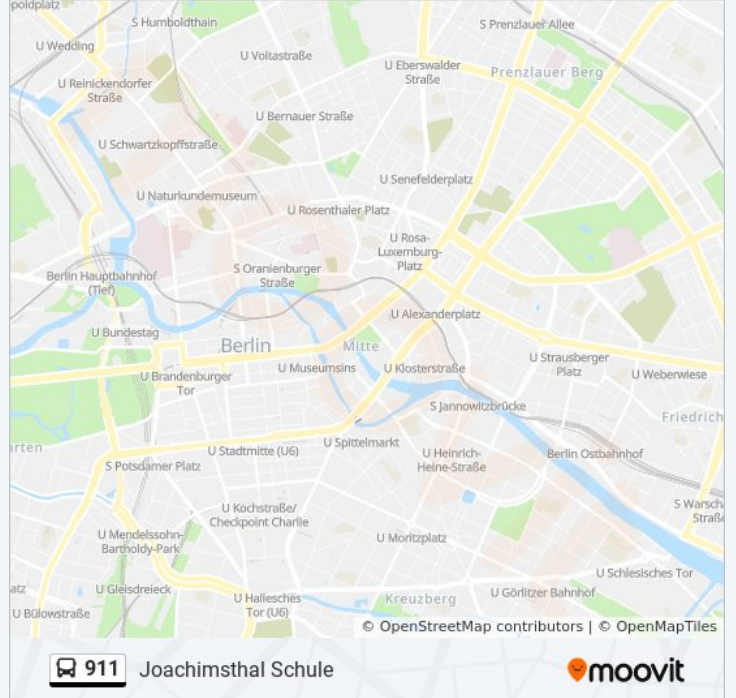 poldplatz
S Humboldthain
S Prenzlauer Allee
U Wedding
U Voltastraße
U Eberswalder
Straße
Prenzlauer Berg
U Reinickendorfer
Straße
U Bernauer Straße
U Schwartzkopffstraße
U Senefelderplatz
U Naturkundemuseum
U Rosenthaler Platz
U Rosa-
Luxemburg-
Platz
Berlin Hauptbahnhof
(Tief)
S Oranienburger
Straße
U Alexanderplatz
U Bundestag
Berlin
Mitte
U Museumsins
U Klosterstraße
U Strausberger
Platz
U Weberwiese
U Brandenburger
Tor
S Jannowitzbrücke
Friedrich
U Spittelmarkt
rten
U Stadtmitte (U6)
S Potsdamer Platz
U Heinrich-
Heine-Straße
Berlin Ostbahnhof
S Warsch
Straße
U Kochstraße/
Checkpoint Charlie
U Mendelssohn-
Bartholdy-Park
U Moritzplatz
U Schlesisches Tor
atz
U Gleisdreieck
U Hallesches
Tor (U6)
Kreuzberg
U Görlitzer Bahnhof
U Bülowstraße
© OpenStreetMap contributors | © OpenMapTiles
911 Joachimsthal Schule
moovit